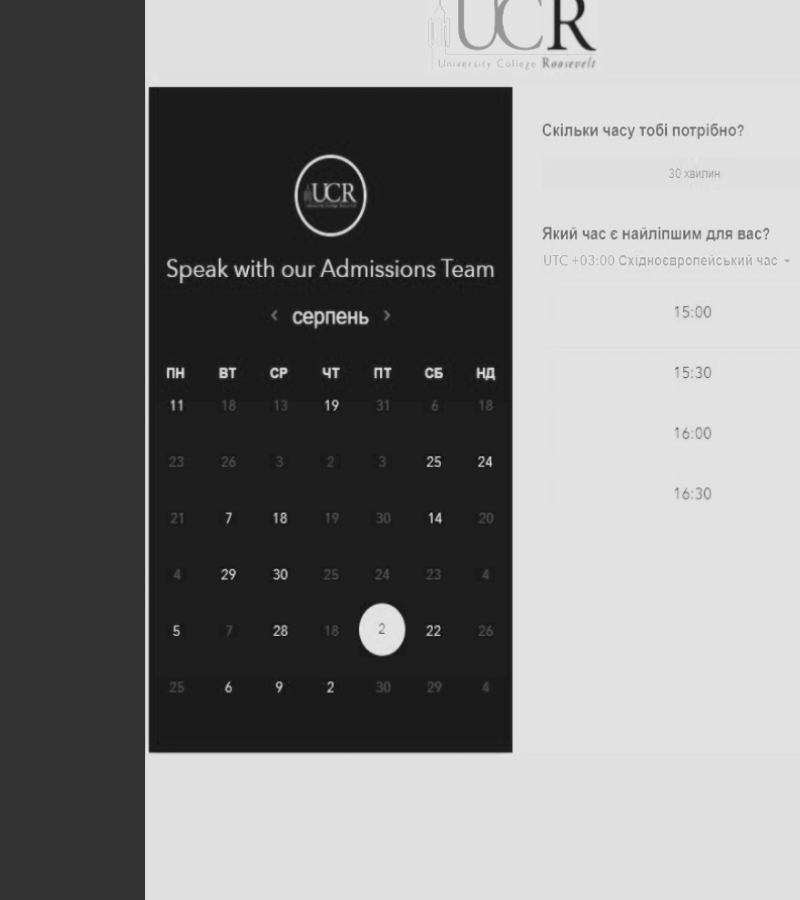 UCR
University College Roosevelt
UCR
Speak with our Admissions Team
серпень
ПН ВТ СР ЧТ ПТ СБ НД
11 18 13 19 31 6 18
23 26 3 2 3 25 24
21 7 18 19 30 14 20
4 29 30 25 24 23 4
5 7 28 18 2 22 26
25 6 9 2 30 29 4
Скільки часу тобі потрібно?
30 хвилин
Який час є найліпшим для вас?
UTC +03:00 Східноєвропейський час
15:00
15:30
16:00
16:30